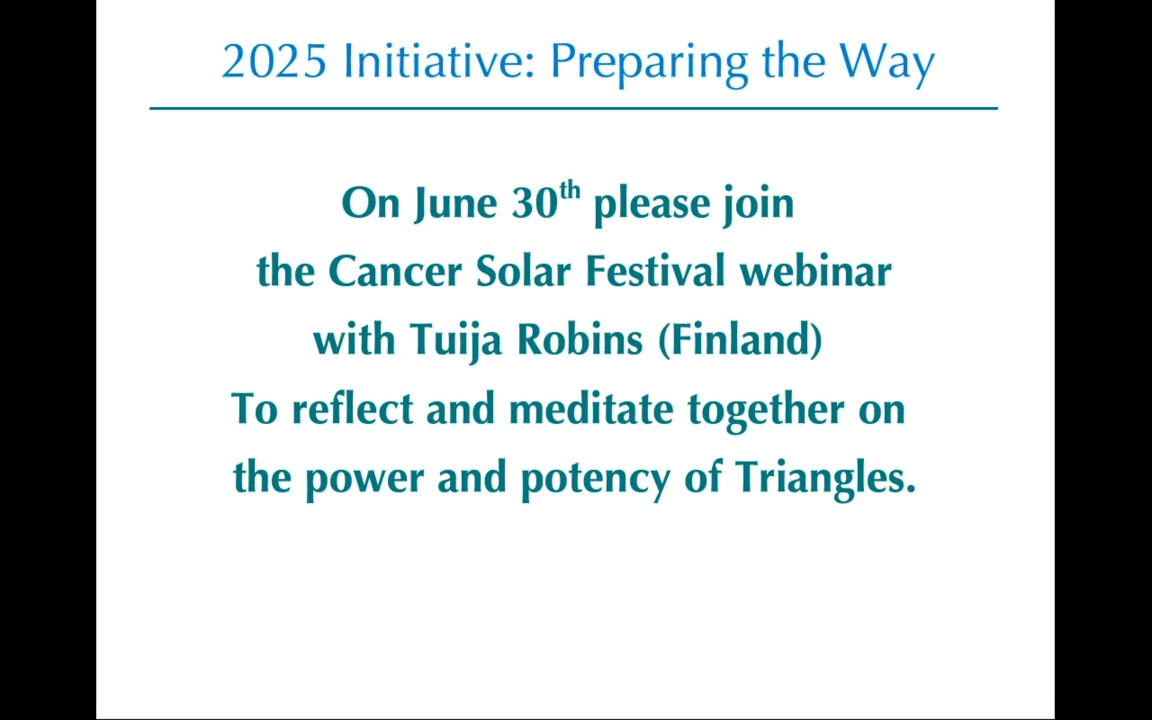 2025 Initiative: Preparing the Way
On June 30th please join
the Cancer Solar Festival webinar
with Tuija Robins (Finland)
To reflect and meditate together on
the power and potency of Triangles.